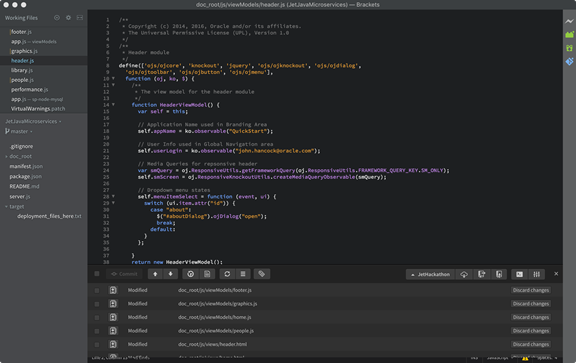 doc_root/js/viewModels/header.js (JetJavaMicroservices) — Brackets
Working Files
footer.js
app.js — viewModels
graphics.js
header.js
library.js
people.js
performance.js
app.js — ojr-node-mysql
VirtualWarnings.patch
JetJavaMicroservices
master
.gitignore
doc_root
manifest.json
package.json
README.md
server.js
target
deployment_files_here.txt
1 /**
2 * Copyright (c) 2014, 2016, Oracle and/or its affiliates.
3 * The Universal Permissive License (UPL), Version 1.0
4 */
5 /**
6 * Header module
7 */
8 define(['ojs/ojcore', 'knockout', 'jquery', 'ojs/ojknockout', 'ojs/ojdialog',
9 'ojs/ojtoolbar', 'ojs/ojbutton', 'ojs/ojmenu'],
10 function (oj, ko, $) {
11 /**
12 * The view model for the header module
13 */
14 function HeaderViewModel() {
15 var self = this;
16
17 // Application Name used in Branding Area
18 self.appName = ko.observable("QuickStart");
19
20 // User Info used in Global Navigation area
21 self.userLogin = ko.observable("john.hancock@oracle.com");
22
23 // Media Queries for repsonsive header
24 var smQuery = oj.ResponsiveUtils.getFrameworkQuery(oj.ResponsiveUtils.FRAMEWORK_QUERY_KEY.SM_ONLY);
25 self.smScreen = oj.ResponsiveKnockoutUtils.createMediaQueryObservable(smQuery);
26
27 // Dropdown menu states
28 self.menuItemSelect = function (event, ui) {
29 switch (ui.item.attr("id")) {
30 case "about":
31 $("#aboutDialog").ojDialog("open");
32 break;
33 default:
34 }
35 };
36
37 }
38 return new HeaderViewModel();
Commit
JetHackathon
Modified doc_root/js/viewModels/footer.js Discard changes
Modified doc_root/js/viewModels/graphics.js Discard changes
Modified doc_root/js/viewModels/home.js Discard changes
Modified doc_root/js/viewModels/people.js Discard changes
Modified doc_root/js/views/header.html Discard changes